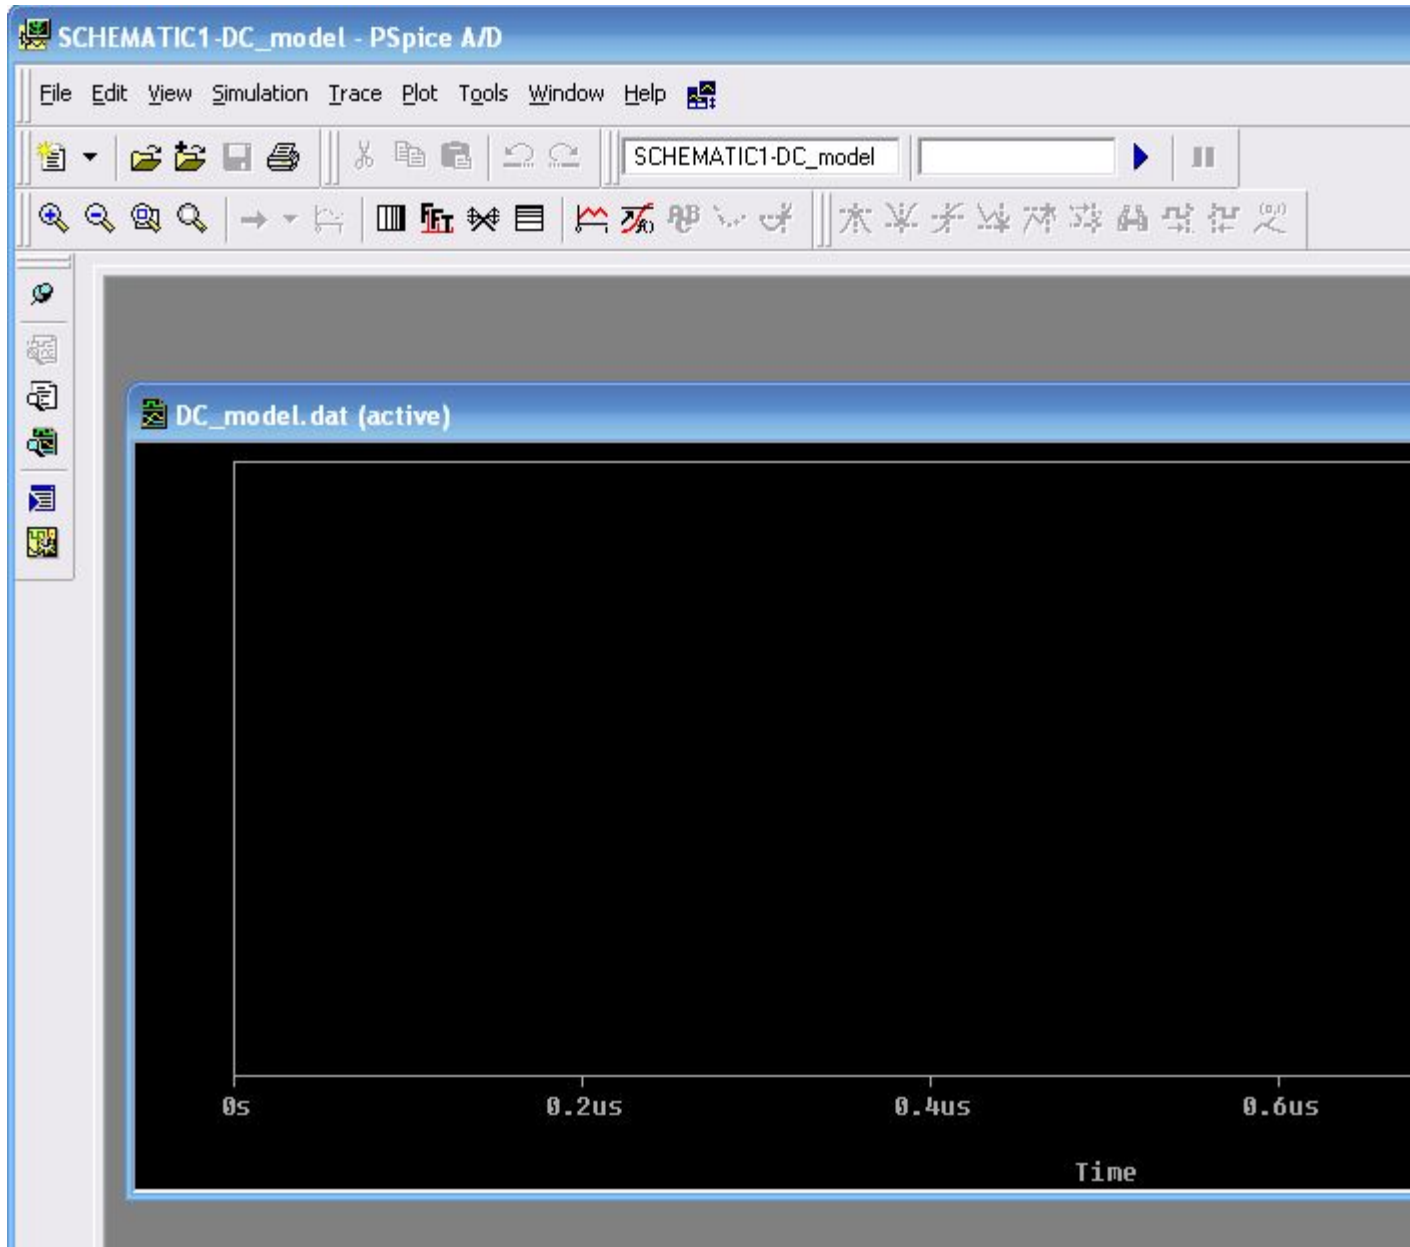 SCHEMATIC1-DC_model - PSpice A/D
File Edit View Simulation Trace Plot Tools Window Help
SCHEMATIC1-DC_model
FFT
DC_model.dat (active)
0s 0.2us 0.4us 0.6us
Time